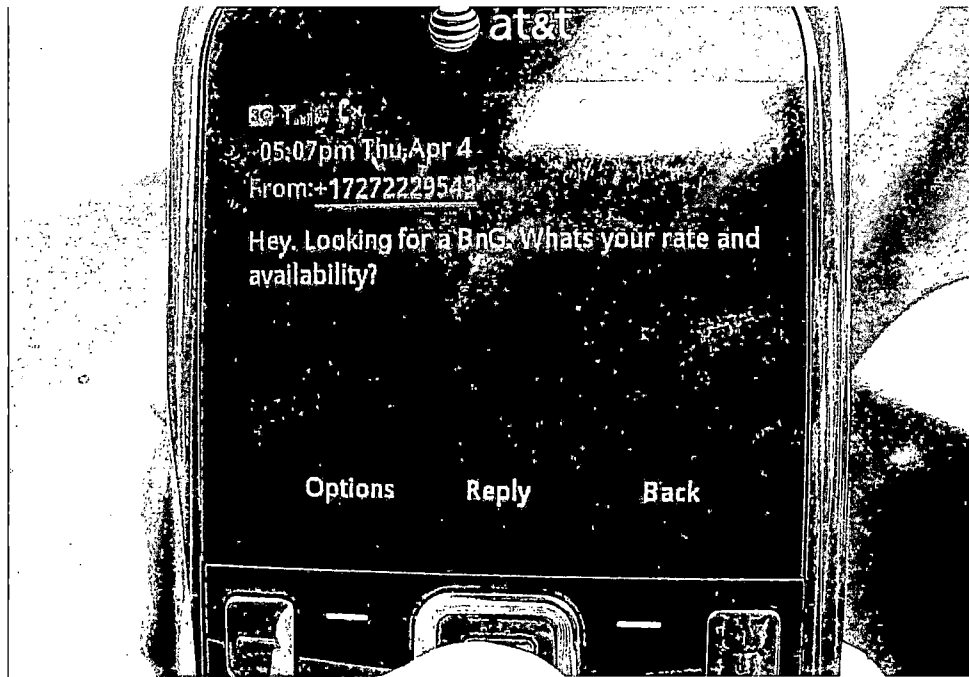 at&t
3G
05:07pm Thu, Apr 4
From:+17272229543
Hey. Looking for a BnG. Whats your rate and
availability?
Options Reply Back